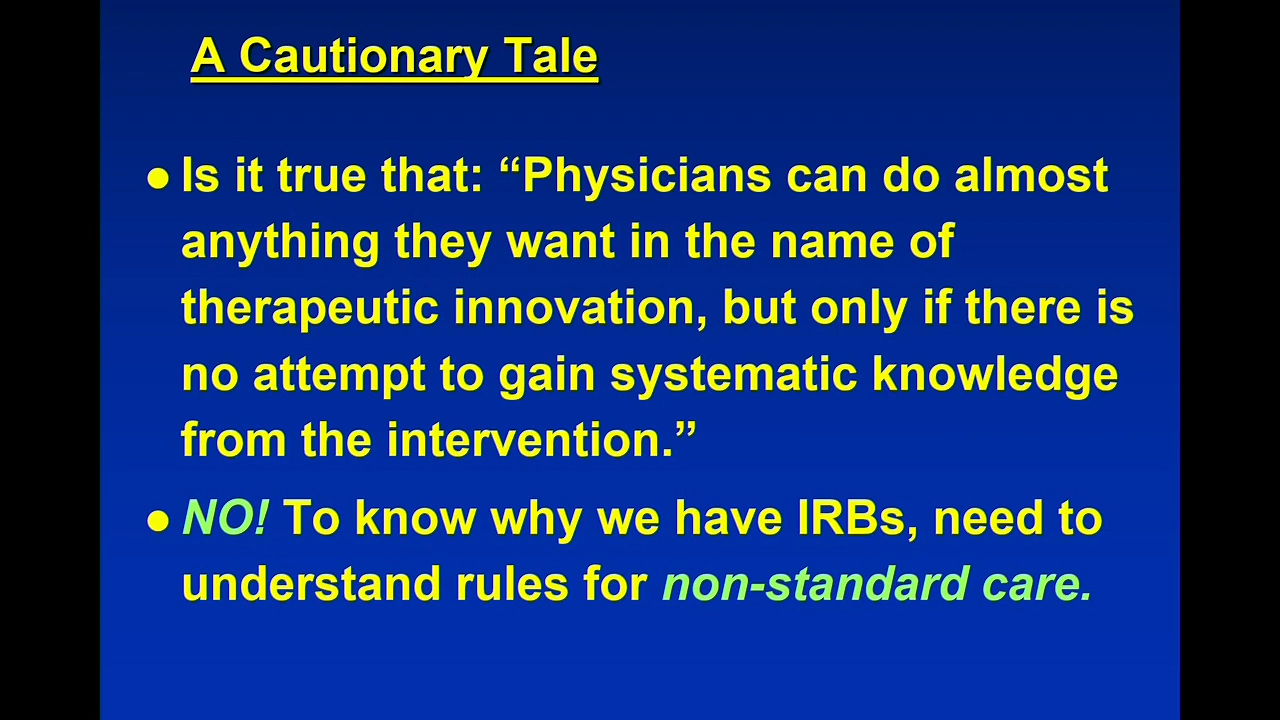 A Cautionary Tale
● Is it true that: “Physicians can do almost
anything they want in the name of
therapeutic innovation, but only if there is
no attempt to gain systematic knowledge
from the intervention.”
● NO! To know why we have IRBs, need to
understand rules for non-standard care.